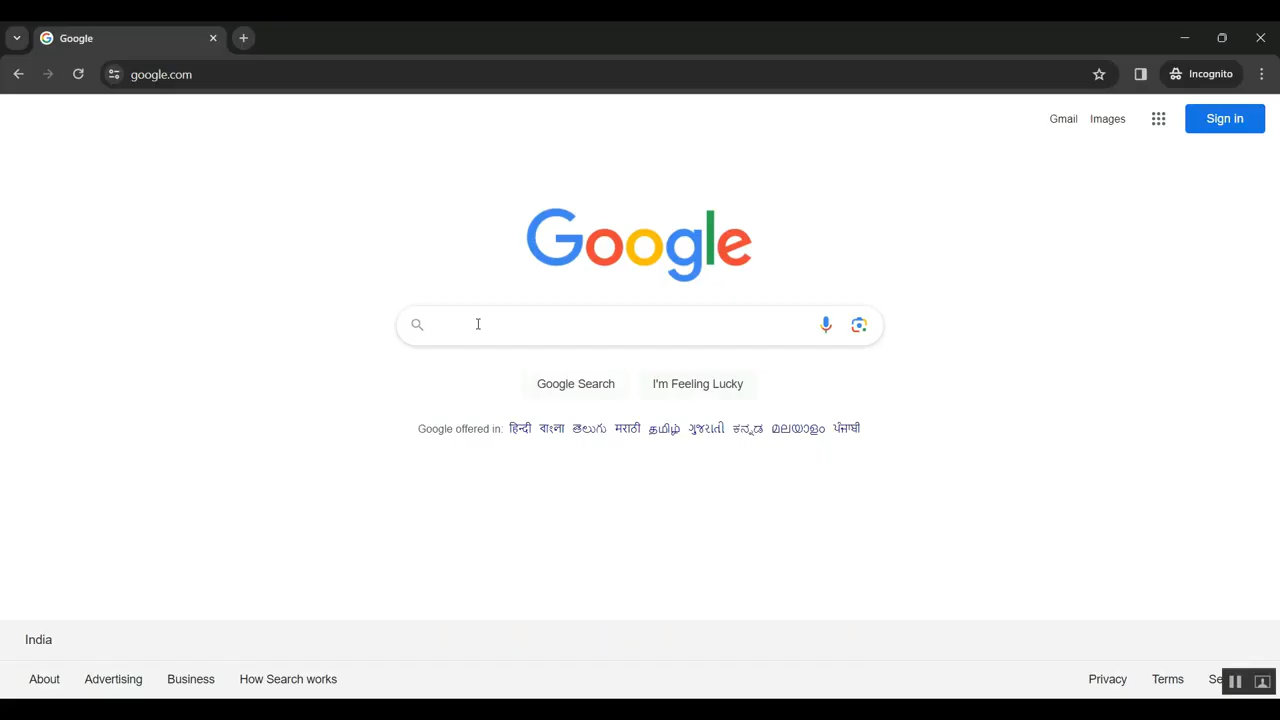 Google
google.com
Incognito
Gmail Images Sign in
Google
Google Search I'm Feeling Lucky
Google offered in: हिन्दी বাংলা తెలుగు मराठी தமிழ் ગુજરાતી ಕನ್ನಡ മലയാളം ਪੰਜਾਬੀ
India
About Advertising Business How Search works Privacy Terms Se